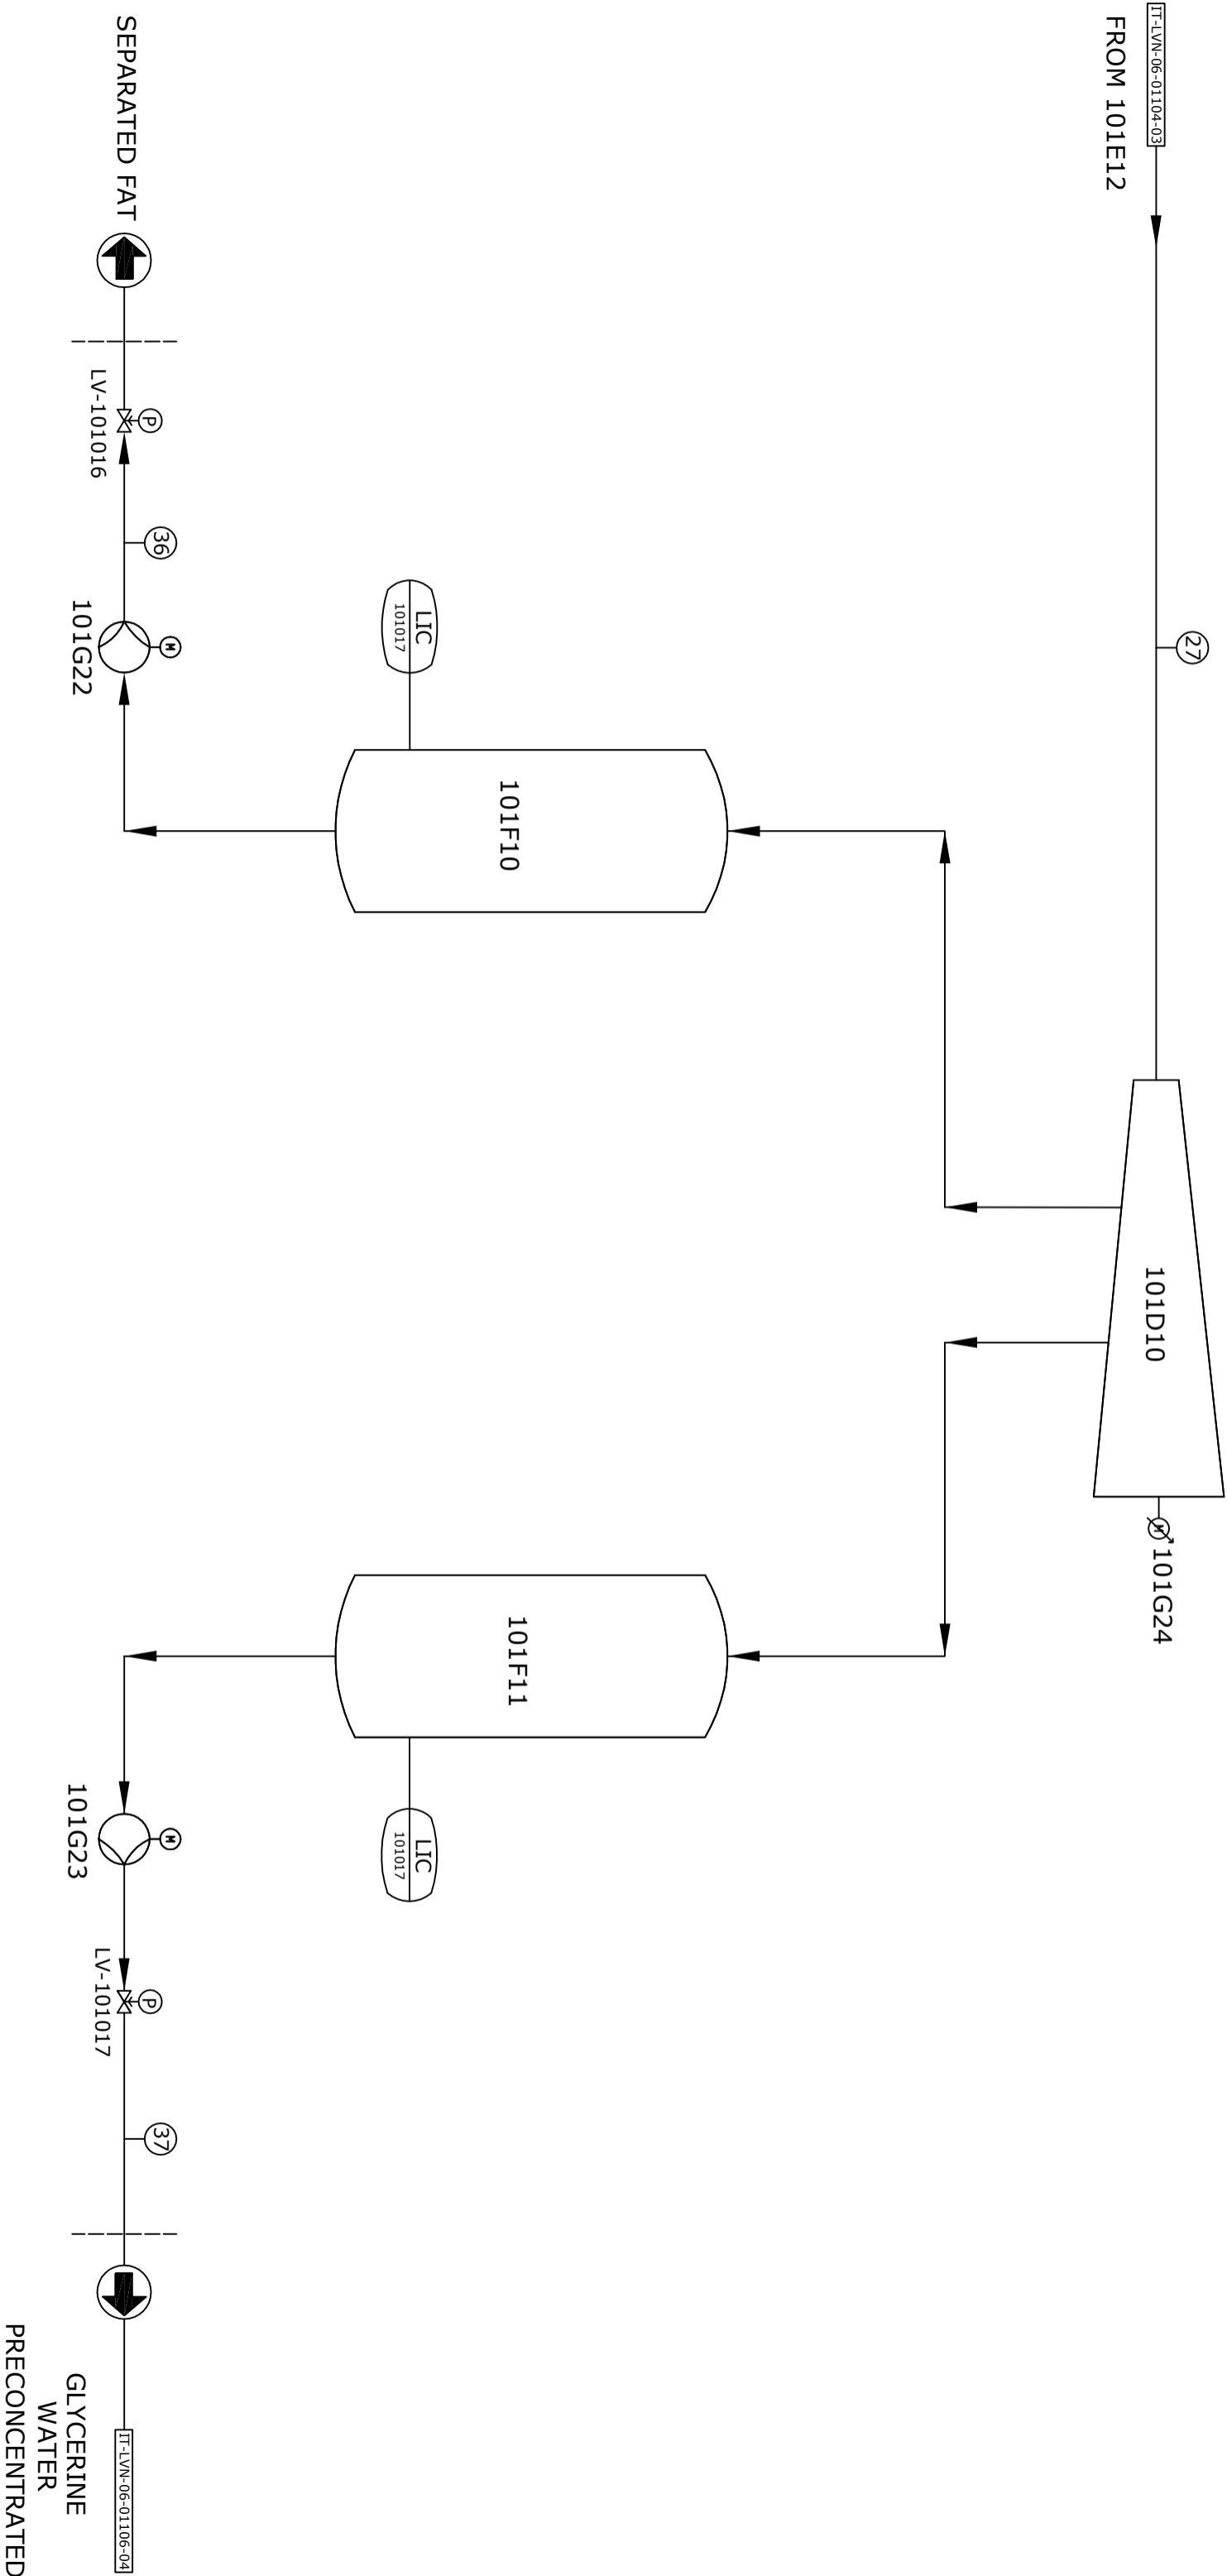 IT-LVN-06-01104-03
FROM 101E12
27
101D10
M
101G24
101F10
101F11
LIC
101017
LIC
101017
SEPARATED FAT
P
LV-101016
36
M
101G22
M
101G23
P
LV-101017
37
IT-LVN-06-01106-04
GLYCERINE
WATER
PRECONCENTRATED